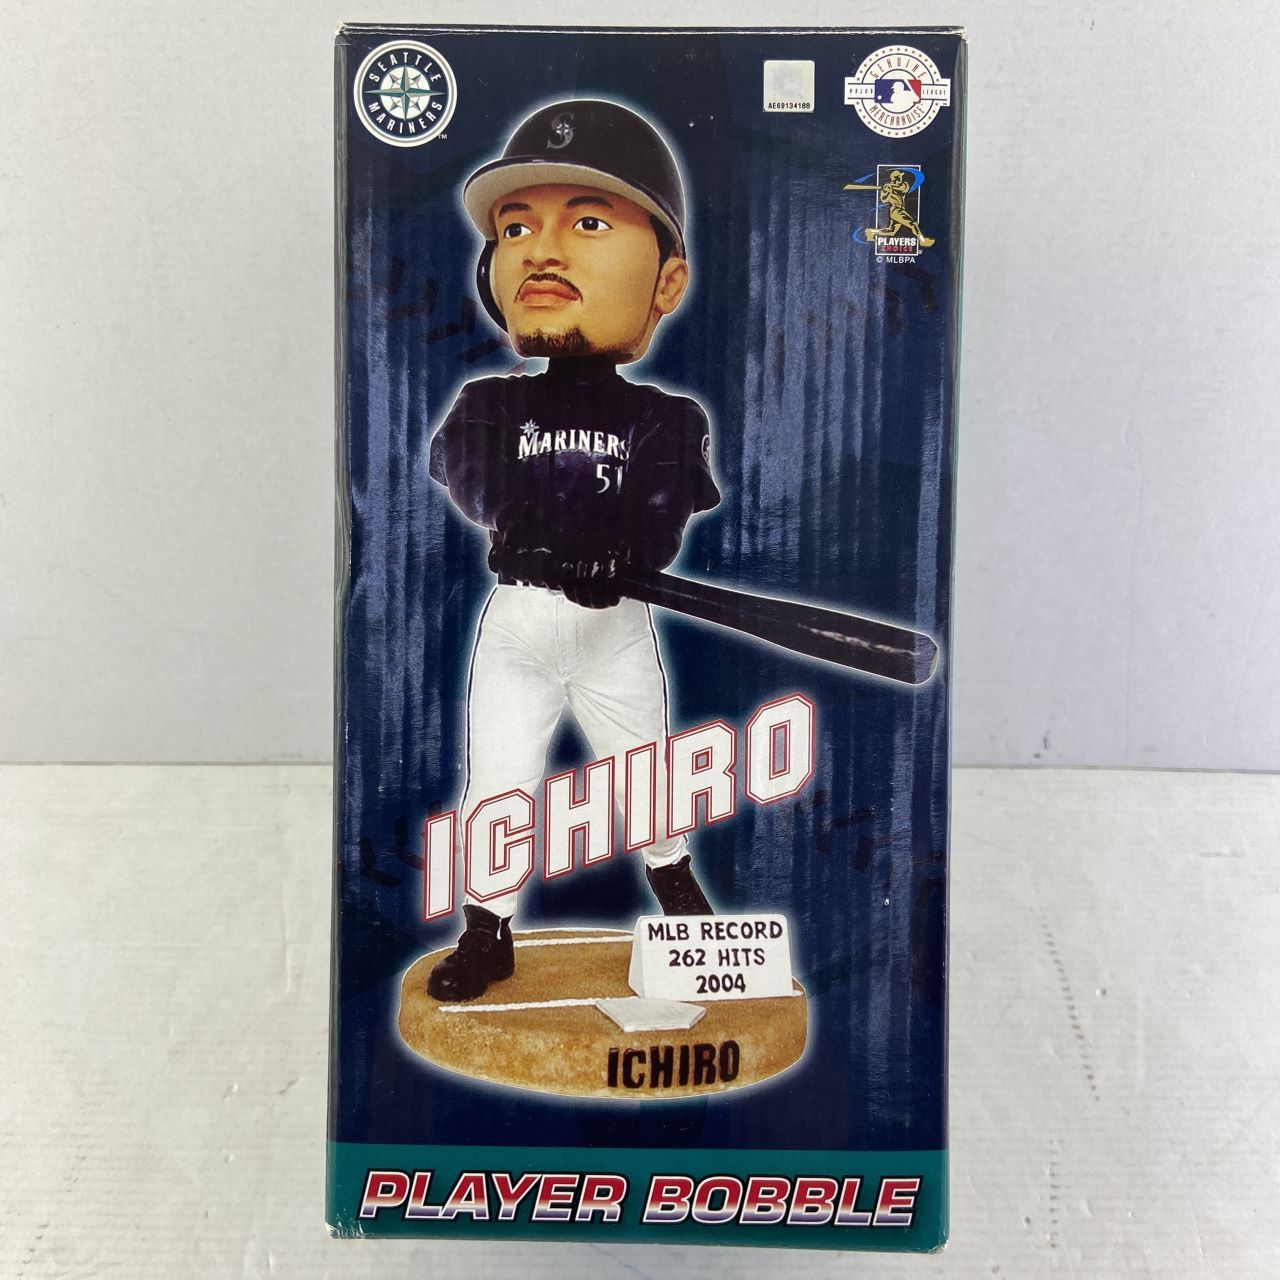 SEATTLE
MARINERS
™
AE69134188
GENUINE
MAJOR LEAGUE
MERCHANDISE
PLAYERS
CHOICE
© MLBPA
S
MARINERS
51
ICHIRO
MLB RECORD
262 HITS
2004
ICHIRO
PLAYER BOBBLE